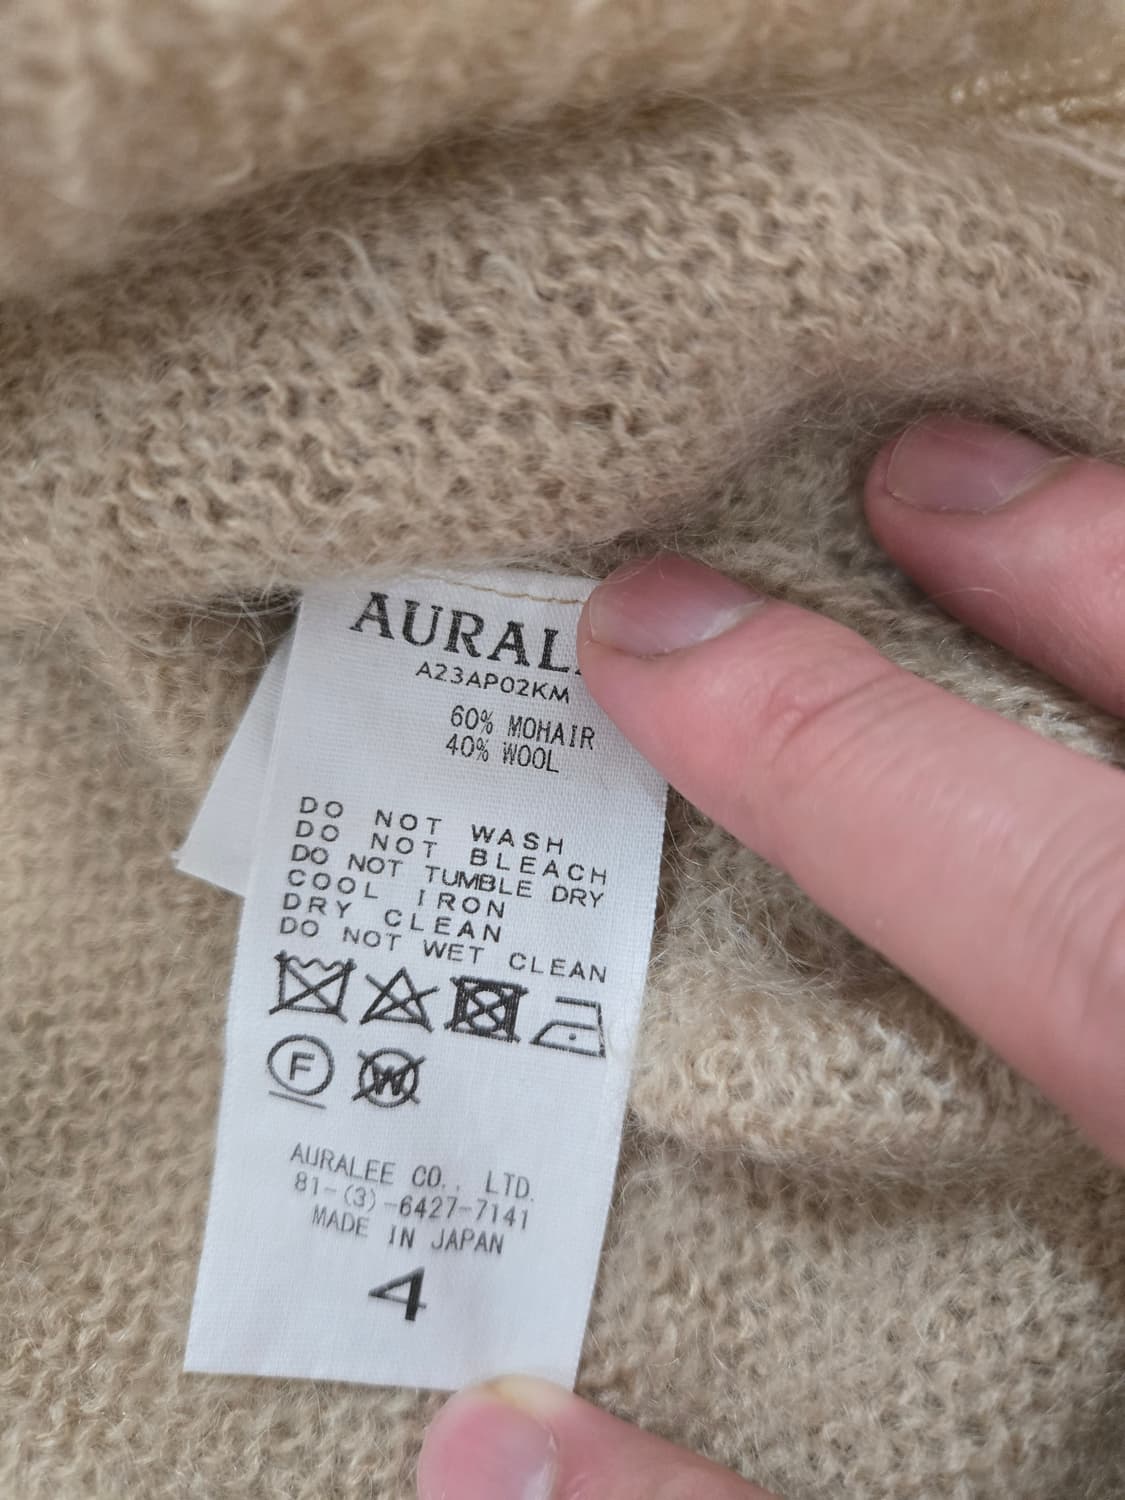 AURAL
A23AP02KM
60% MOHAIR
40% WOOL
DO NOT WASH
DO NOT BLEACH
DO NOT TUMBLE DRY
COOL IRON
DRY CLEAN
DO NOT WET CLEAN
F W
AURALEE CO., LTD.
81-(3)-6427-7141
MADE IN JAPAN
4